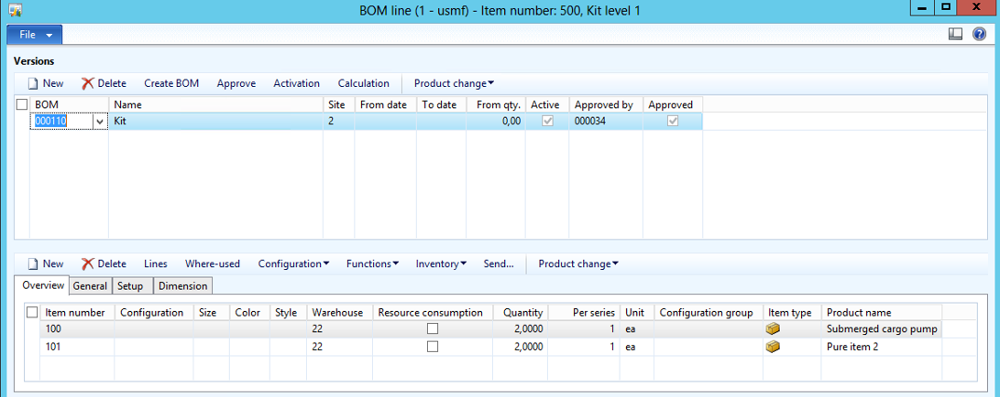 BOM line (1 - usmf) - Item number: 500, Kit level 1
File
Versions
New Delete Create BOM Approve Activation Calculation Product change
BOM Name Site From date To date From qty. Active Approved by Approved
000110 Kit 2 0,00 000034
New Delete Lines Where-used Configuration Functions Inventory Send... Product change
Overview General Setup Dimension
Item number Configuration Size Color Style Warehouse Resource consumption Quantity Per series Unit Configuration group Item type Product name
100 22 2,0000 1 ea Submerged cargo pump
101 22 2,0000 1 ea Pure item 2